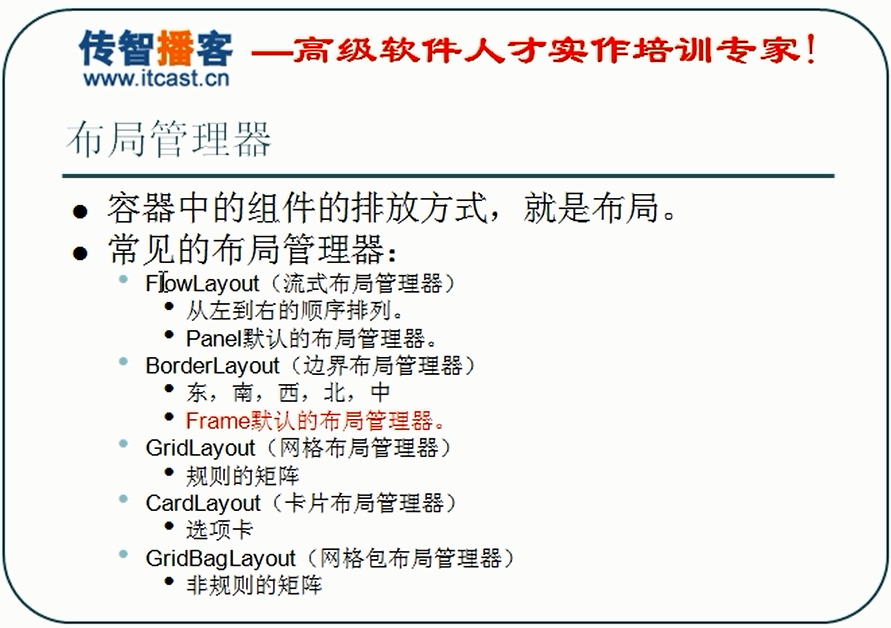 传智播客 —高级软件人才实作培训专家!
www.itcast.cn
布局管理器
● 容器中的组件的排放方式，就是布局。
● 常见的布局管理器：
• FlowLayout（流式布局管理器）
• 从左到右的顺序排列。
• Panel默认的布局管理器。
• BorderLayout（边界布局管理器）
• 东，南，西，北，中
• Frame默认的布局管理器。
• GridLayout（网格布局管理器）
• 规则的矩阵
• CardLayout（卡片布局管理器）
• 选项卡
• GridBagLayout（网格包布局管理器）
• 非规则的矩阵